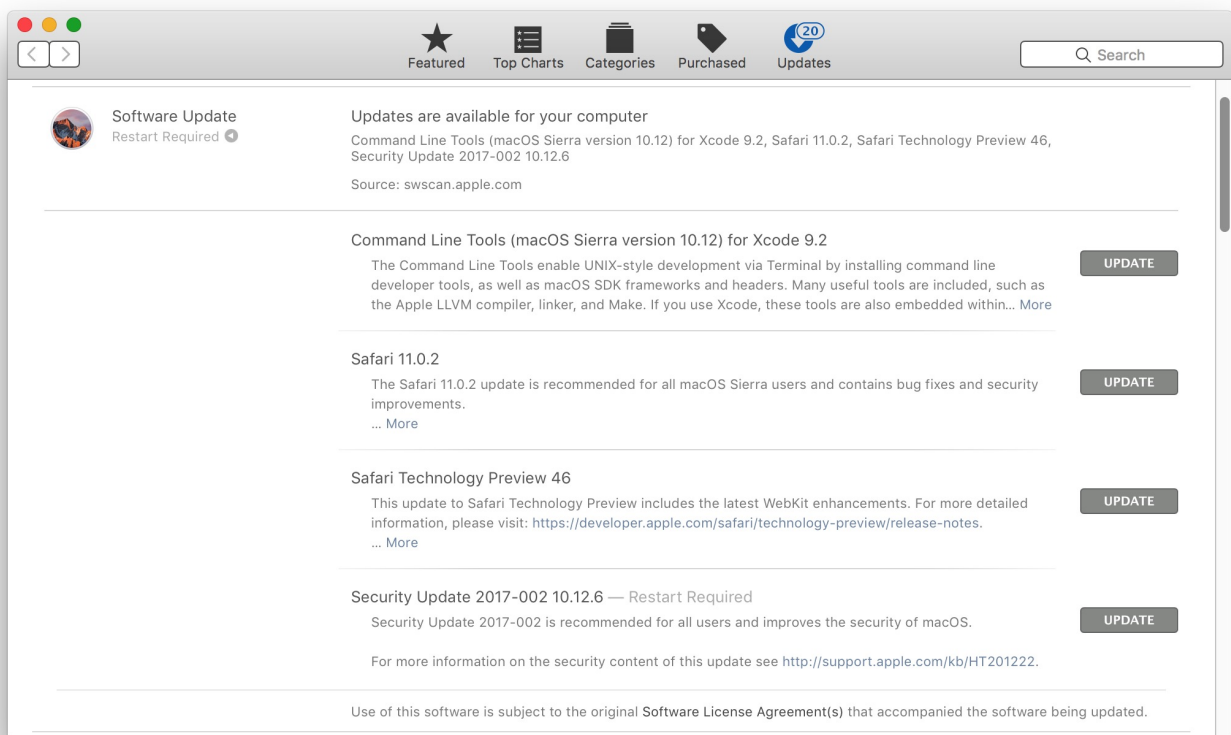 20
Featured
Top Charts
Categories
Purchased
Updates
Search
Software Update
Restart Required
Updates are available for your computer
Command Line Tools (macOS Sierra version 10.12) for Xcode 9.2, Safari 11.0.2, Safari Technology Preview 46,
Security Update 2017-002 10.12.6
Source: swscan.apple.com
Command Line Tools (macOS Sierra version 10.12) for Xcode 9.2
UPDATE
The Command Line Tools enable UNIX-style development via Terminal by installing command line
developer tools, as well as macOS SDK frameworks and headers. Many useful tools are included, such as
the Apple LLVM compiler, linker, and Make. If you use Xcode, these tools are also embedded within... More
Safari 11.0.2
UPDATE
The Safari 11.0.2 update is recommended for all macOS Sierra users and contains bug fixes and security
improvements.
... More
Safari Technology Preview 46
UPDATE
This update to Safari Technology Preview includes the latest WebKit enhancements. For more detailed
information, please visit: https://developer.apple.com/safari/technology-preview/release-notes.
... More
Security Update 2017-002 10.12.6 — Restart Required
UPDATE
Security Update 2017-002 is recommended for all users and improves the security of macOS.
For more information on the security content of this update see http://support.apple.com/kb/HT201222.
Use of this software is subject to the original Software License Agreement(s) that accompanied the software being updated.